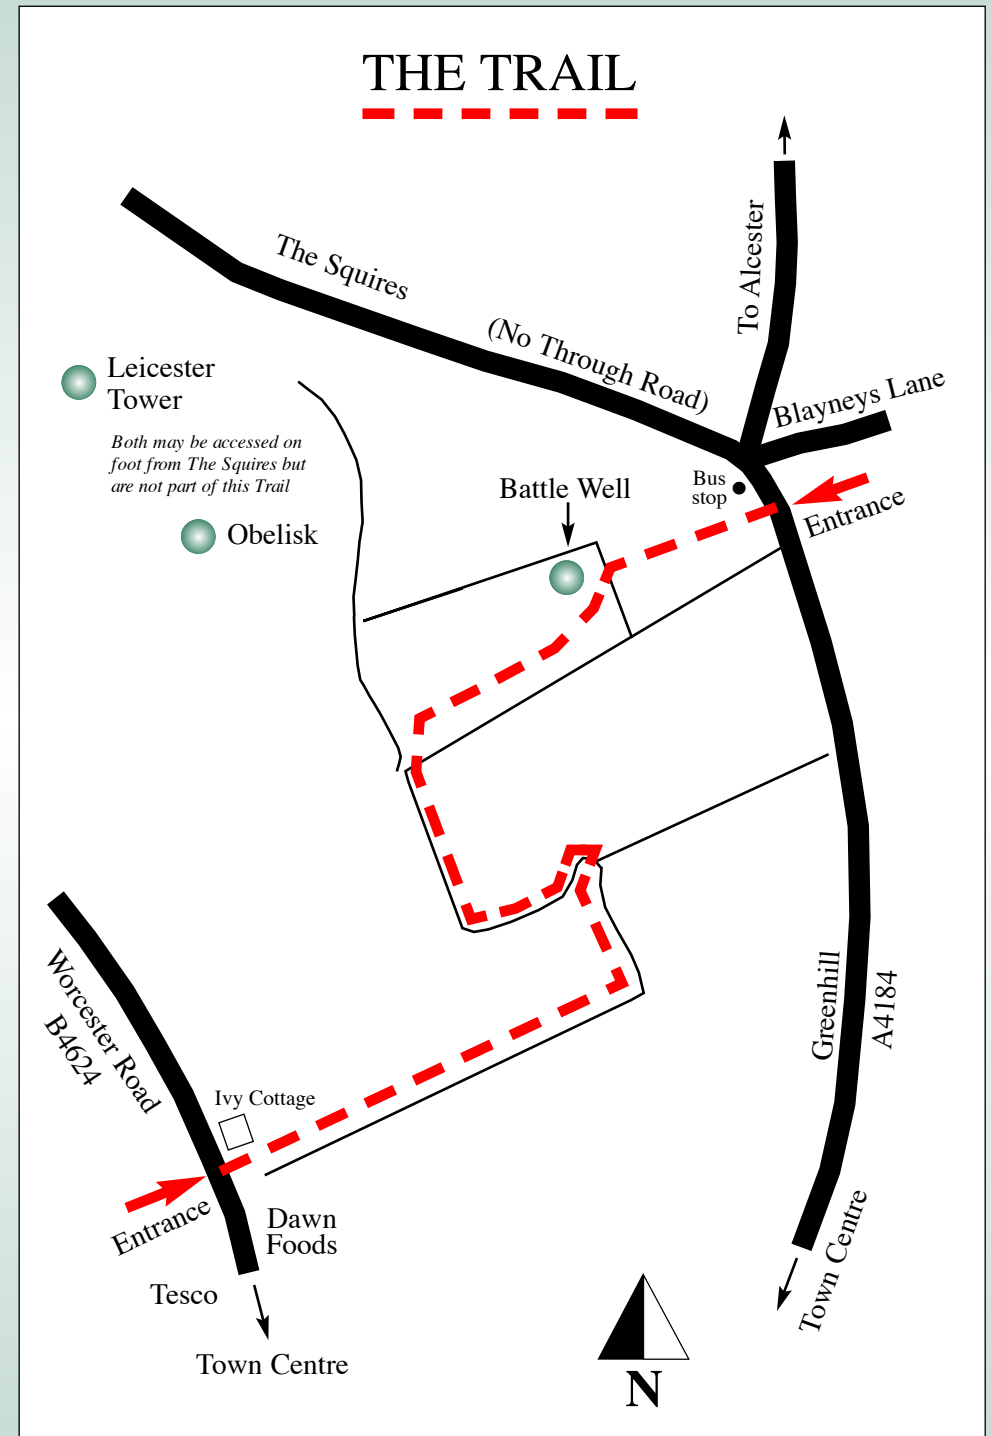 THE TRAIL
To Alcester
The Squires
(No Through Road)
Blayneys Lane
Leicester
Tower
Both may be accessed on
foot from The Squires but
are not part of this Trail
Obelisk
Battle Well
Bus
stop
Entrance
Greenhill
A4184
Worcester Road
B4624
Ivy Cottage
Entrance
Dawn
Foods
Tesco
Town Centre
Town Centre
N